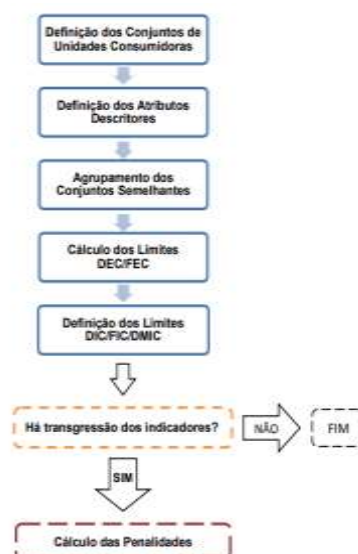 Definição dos Conjuntos de
Unidades Consumidoras
Definição dos Atributos
Descritores
Agrupamento dos
Conjuntos Semelhantes
Cálculo dos Limites
DEC/FEC
Definição dos Limites
DIC/FIC/DMIC
Há transgressão dos indicadores?
NÃO
FIM
SIM
Cálculo das Penalidades